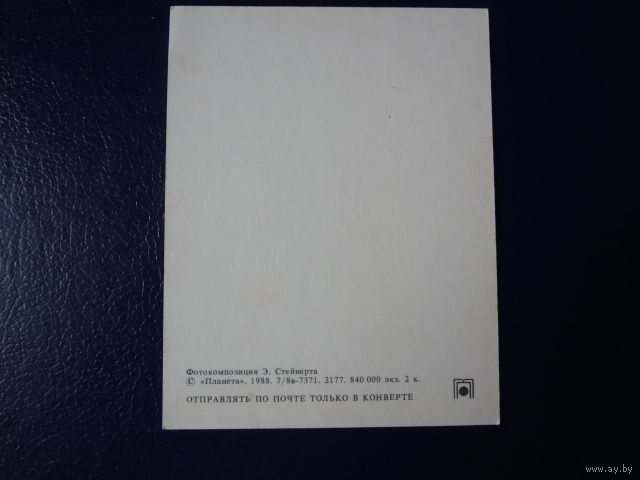 Фотокомпозиция Э. Стейнерта
© «Планета», 1988. 7/8в-7371. 2177. 840 000 экз. 2 к.
ОТПРАВЛЯТЬ ПО ПОЧТЕ ТОЛЬКО В КОНВЕРТЕ
www.ay.by